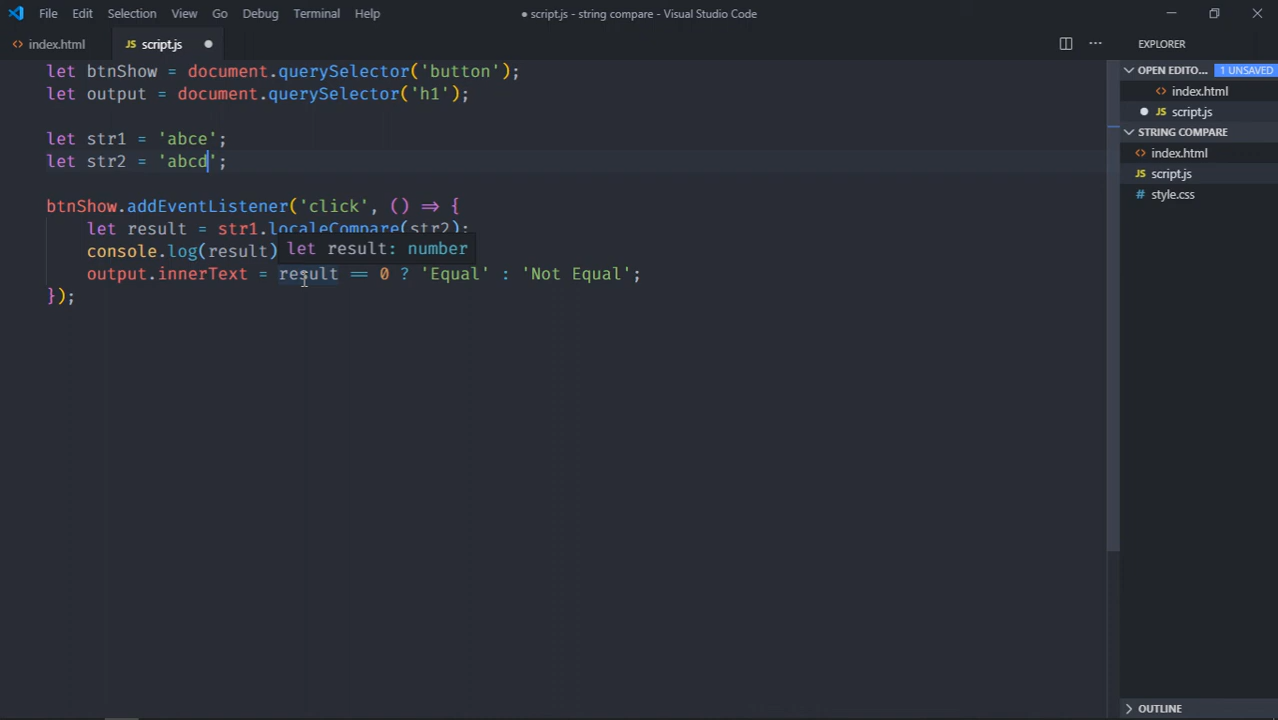 File Edit Selection View Go Debug Terminal Help
● script.js - string compare - Visual Studio Code
index.html JS script.js
EXPLORER
let btnShow = document.querySelector('button');
let output = document.querySelector('h1');
let str1 = 'abce';
let str2 = 'abcd';
btnShow.addEventListener('click', () => {
let result = str1.localeCompare(str2);
console.log(result)
let result: number
output.innerText = result == 0 ? 'Equal' : 'Not Equal';
});
OPEN EDITO... 1 UNSAVED
index.html
JS script.js
STRING COMPARE
index.html
JS script.js
# style.css
OUTLINE